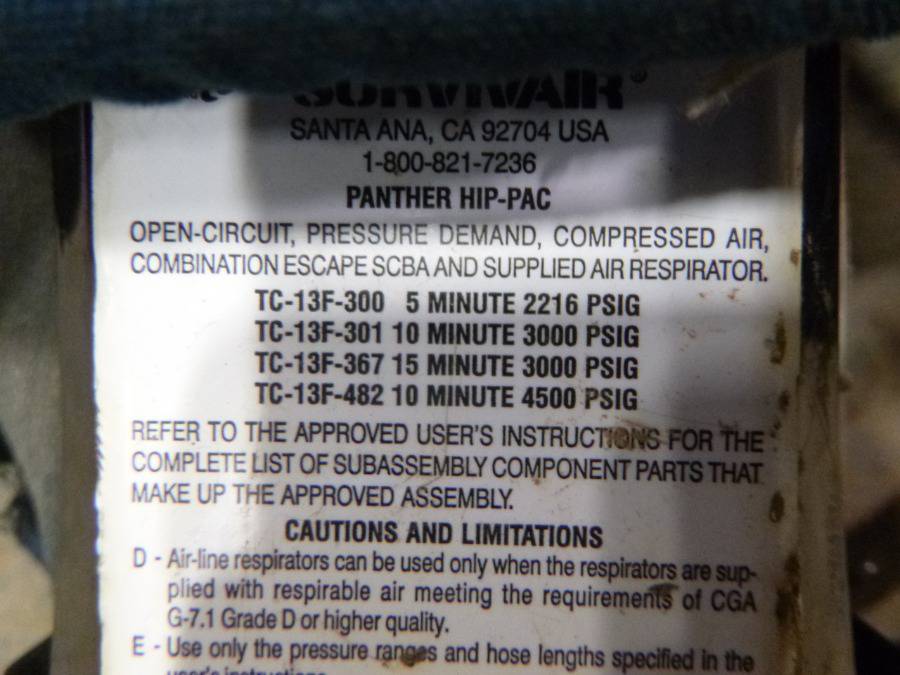 SURVIVAIR®
SANTA ANA, CA 92704 USA
1-800-821-7236
PANTHER HIP-PAC
OPEN-CIRCUIT, PRESSURE DEMAND, COMPRESSED AIR,
COMBINATION ESCAPE SCBA AND SUPPLIED AIR RESPIRATOR.
TC-13F-300 5 MINUTE 2216 PSIG
TC-13F-301 10 MINUTE 3000 PSIG
TC-13F-367 15 MINUTE 3000 PSIG
TC-13F-482 10 MINUTE 4500 PSIG
REFER TO THE APPROVED USER'S INSTRUCTIONS FOR THE
COMPLETE LIST OF SUBASSEMBLY COMPONENT PARTS THAT
MAKE UP THE APPROVED ASSEMBLY.
CAUTIONS AND LIMITATIONS
D - Air-line respirators can be used only when the respirators are sup-
plied with respirable air meeting the requirements of CGA
G-7.1 Grade D or higher quality.
E - Use only the pressure ranges and hose lengths specified in the
user's instructions.